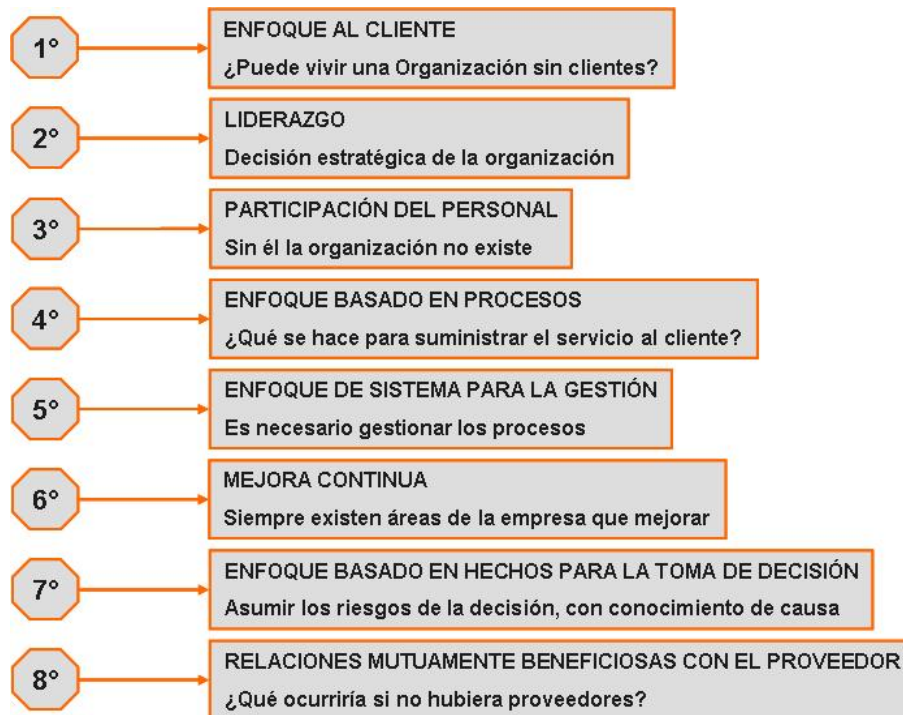 1°
ENFOQUE AL CLIENTE
¿Puede vivir una Organización sin clientes?
2°
LIDERAZGO
Decisión estratégica de la organización
3°
PARTICIPACIÓN DEL PERSONAL
Sin él la organización no existe
4°
ENFOQUE BASADO EN PROCESOS
¿Qué se hace para suministrar el servicio al cliente?
5°
ENFOQUE DE SISTEMA PARA LA GESTIÓN
Es necesario gestionar los procesos
6°
MEJORA CONTINUA
Siempre existen áreas de la empresa que mejorar
7°
ENFOQUE BASADO EN HECHOS PARA LA TOMA DE DECISIÓN
Asumir los riesgos de la decisión, con conocimiento de causa
8°
RELACIONES MUTUAMENTE BENEFICIOSAS CON EL PROVEEDOR
¿Qué ocurriría si no hubiera proveedores?